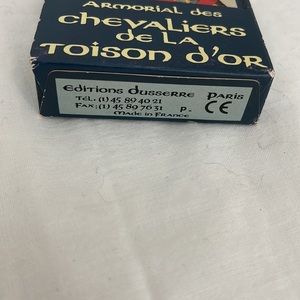 Armorial des
chevaliers
de la
Toison d'or
Editions Dusserre Paris
Tél. (1) 45 89 40 21
Fax: (1) 45 89 76 31 P- CE
Made in France